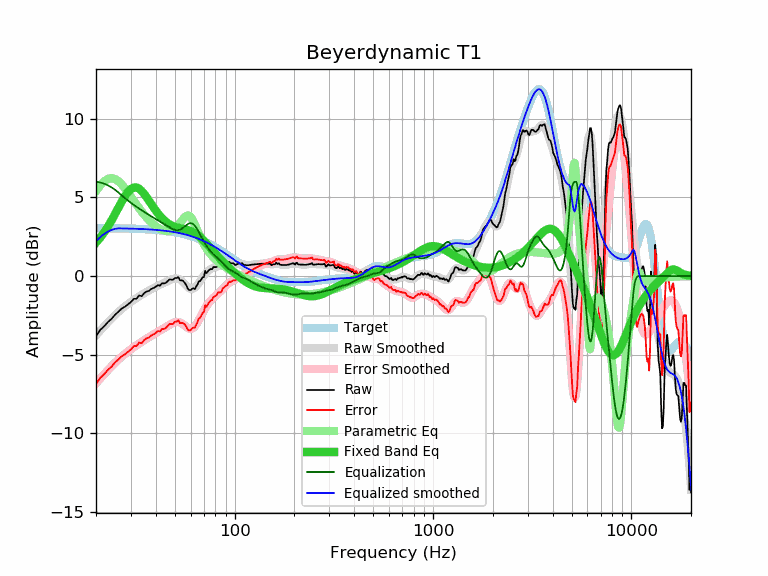 Beyerdynamic T1
Amplitude (dBr)
10
5
0
−5
−10
−15
Target
Raw Smoothed
Error Smoothed
Raw
Error
Parametric Eq
Fixed Band Eq
Equalization
Equalized smoothed
100
1000
10000
Frequency (Hz)